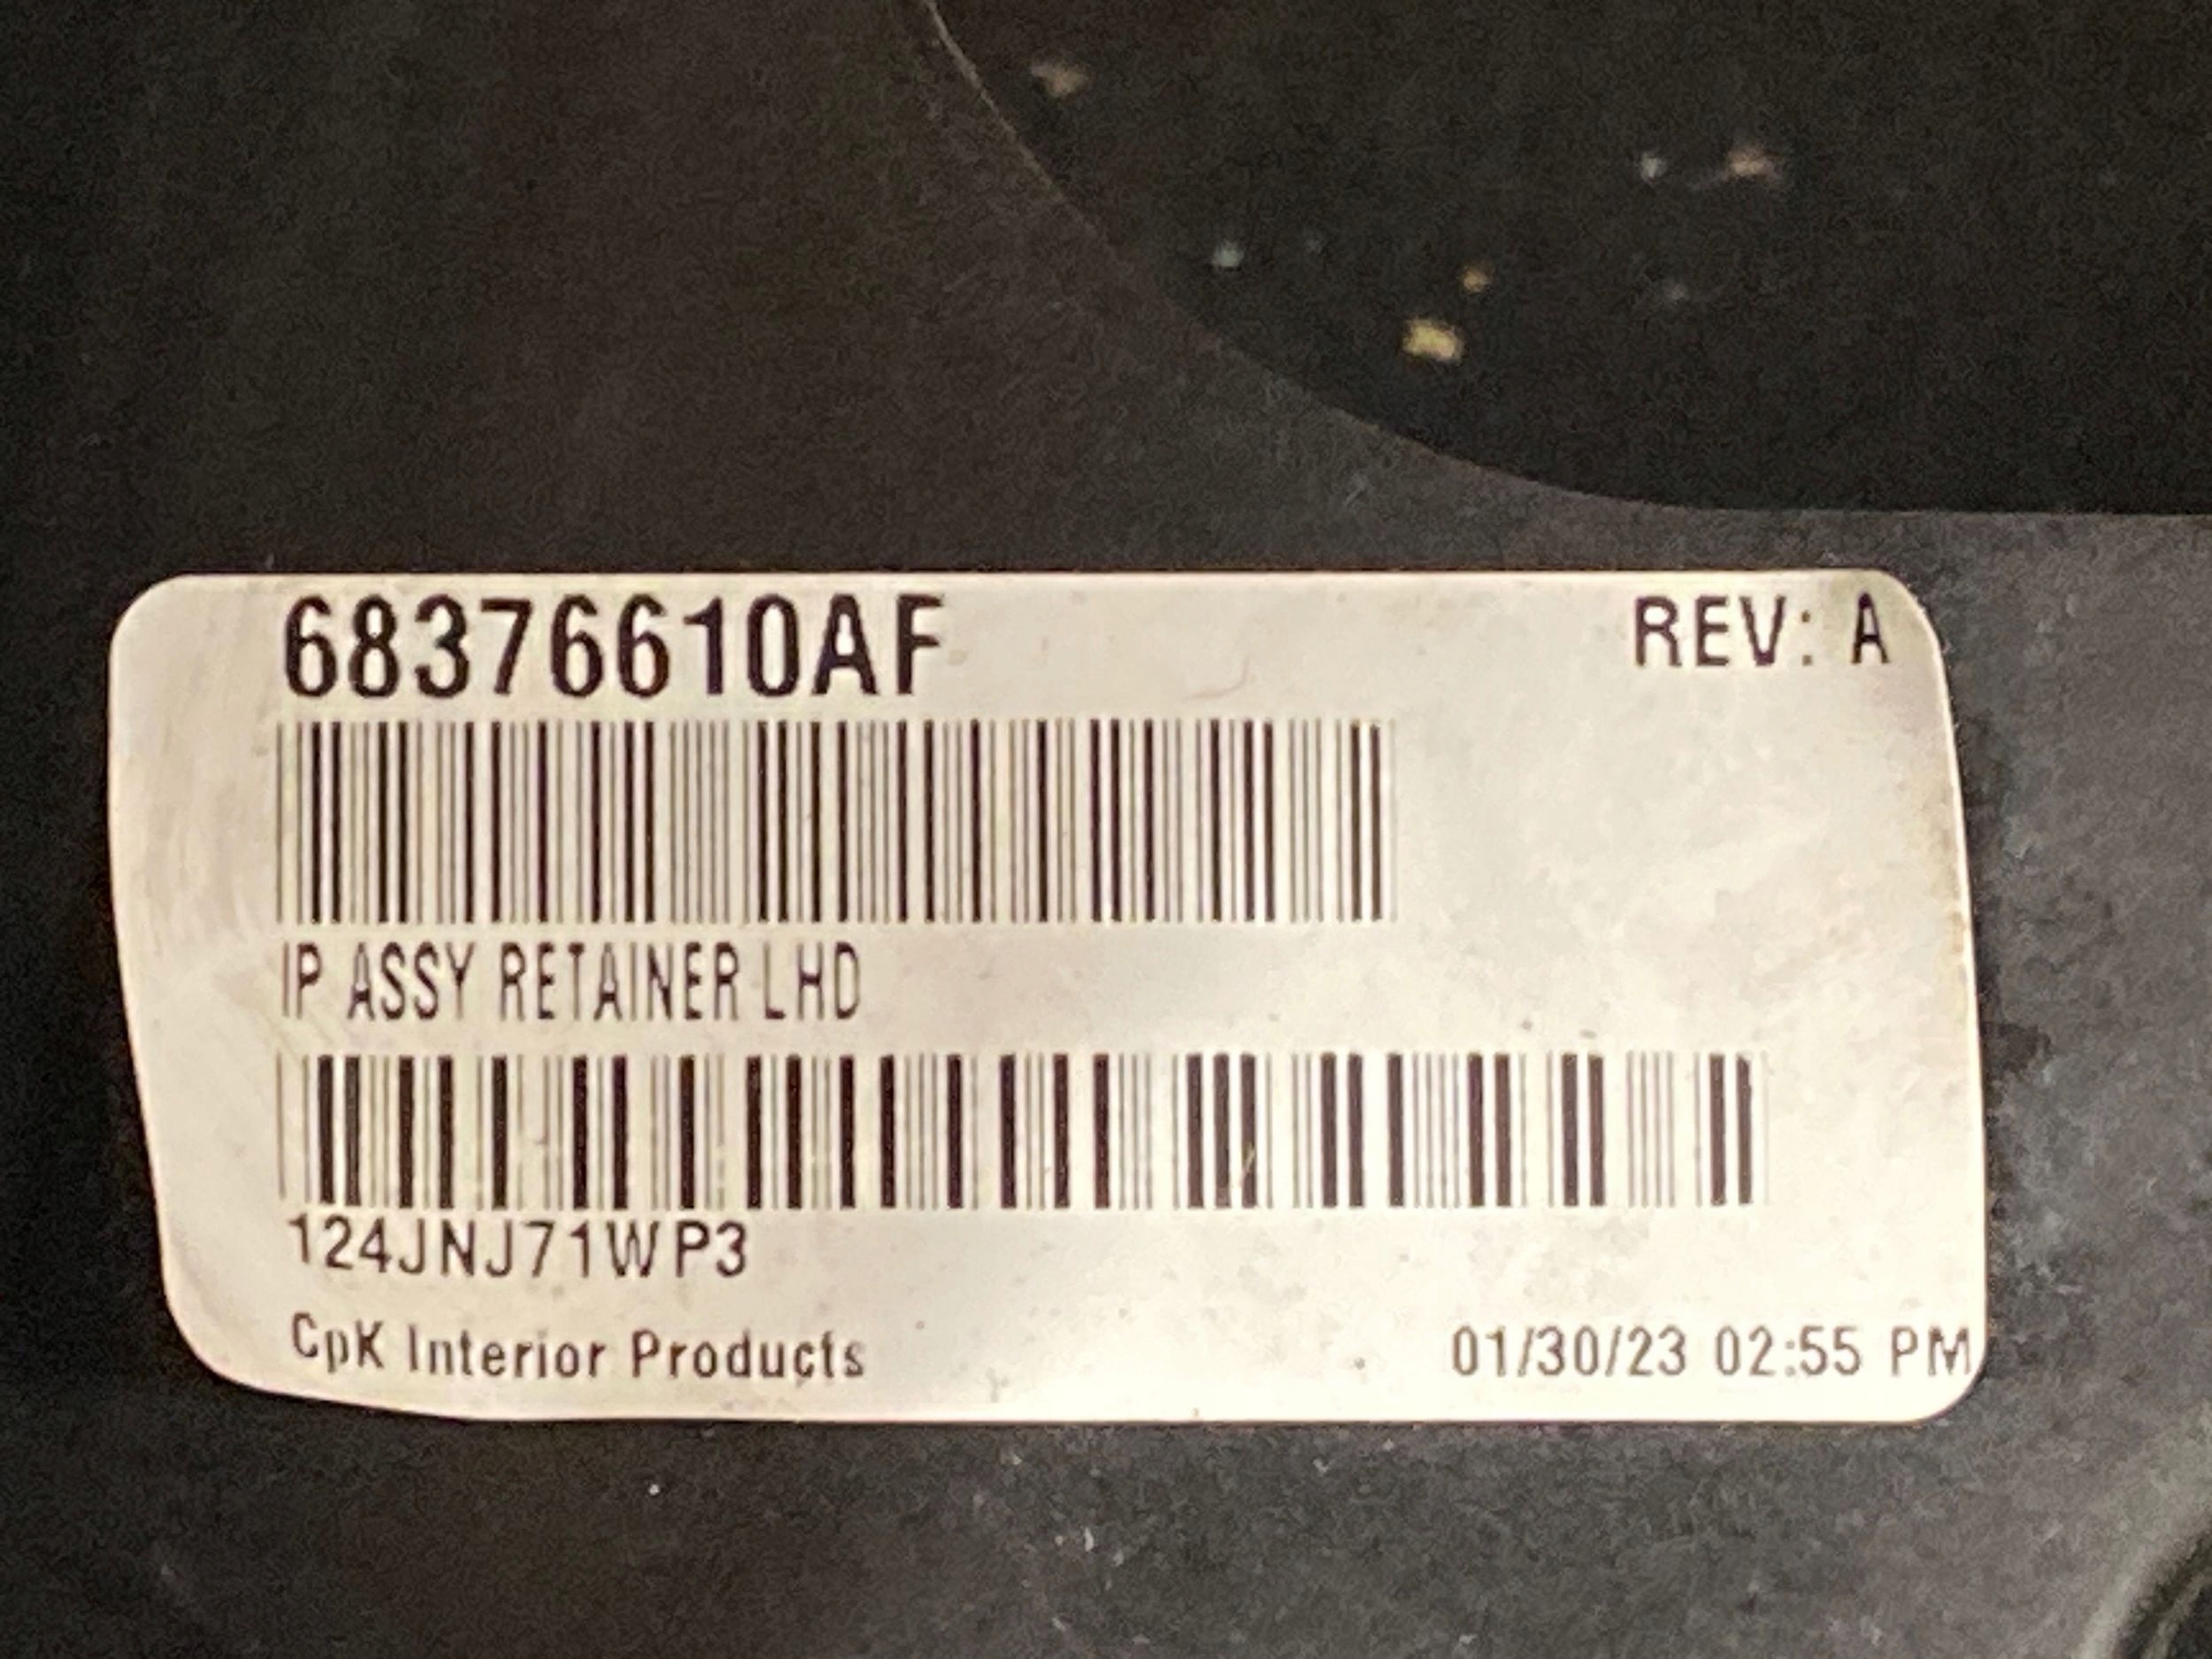 68376610AF REV: A
IP ASSY RETAINER LHD
124JNJ71WP3
CpK Interior Products 01/30/23 02:55 PM